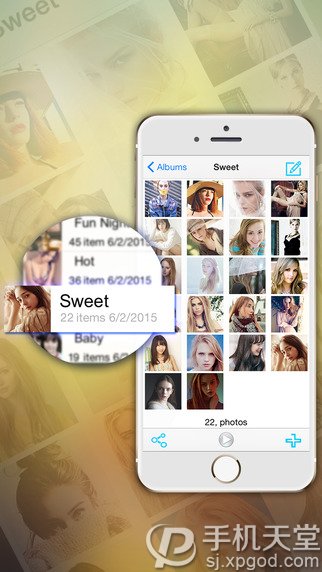 Sweet
Albums
Sweet
Fun Nigh
45 item 6/2/2015
Hot
36 item 6/2/2015
Sweet
22 items 6/2/2015
Baby
19 items 6/2/2015
22, photos
手机天堂
sj.xpgod.com